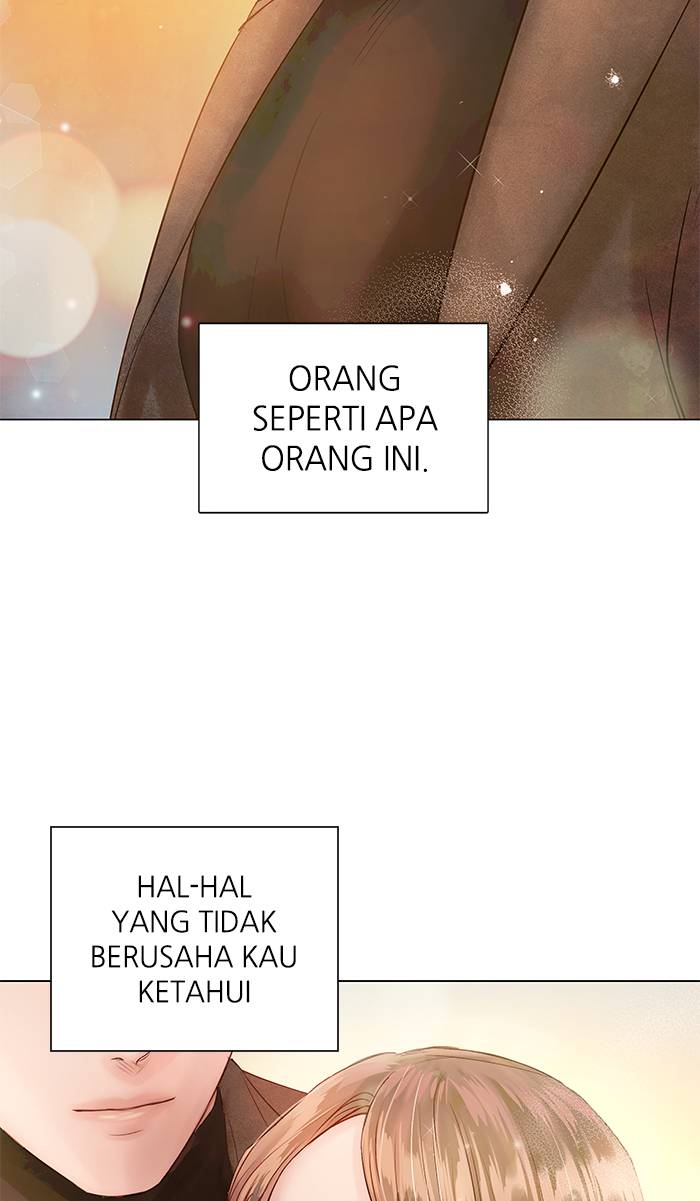 ORANG
SEPERTI APA
ORANG INI.
HAL-HAL
YANG TIDAK
BERUSAHA KAU
KETAHUI